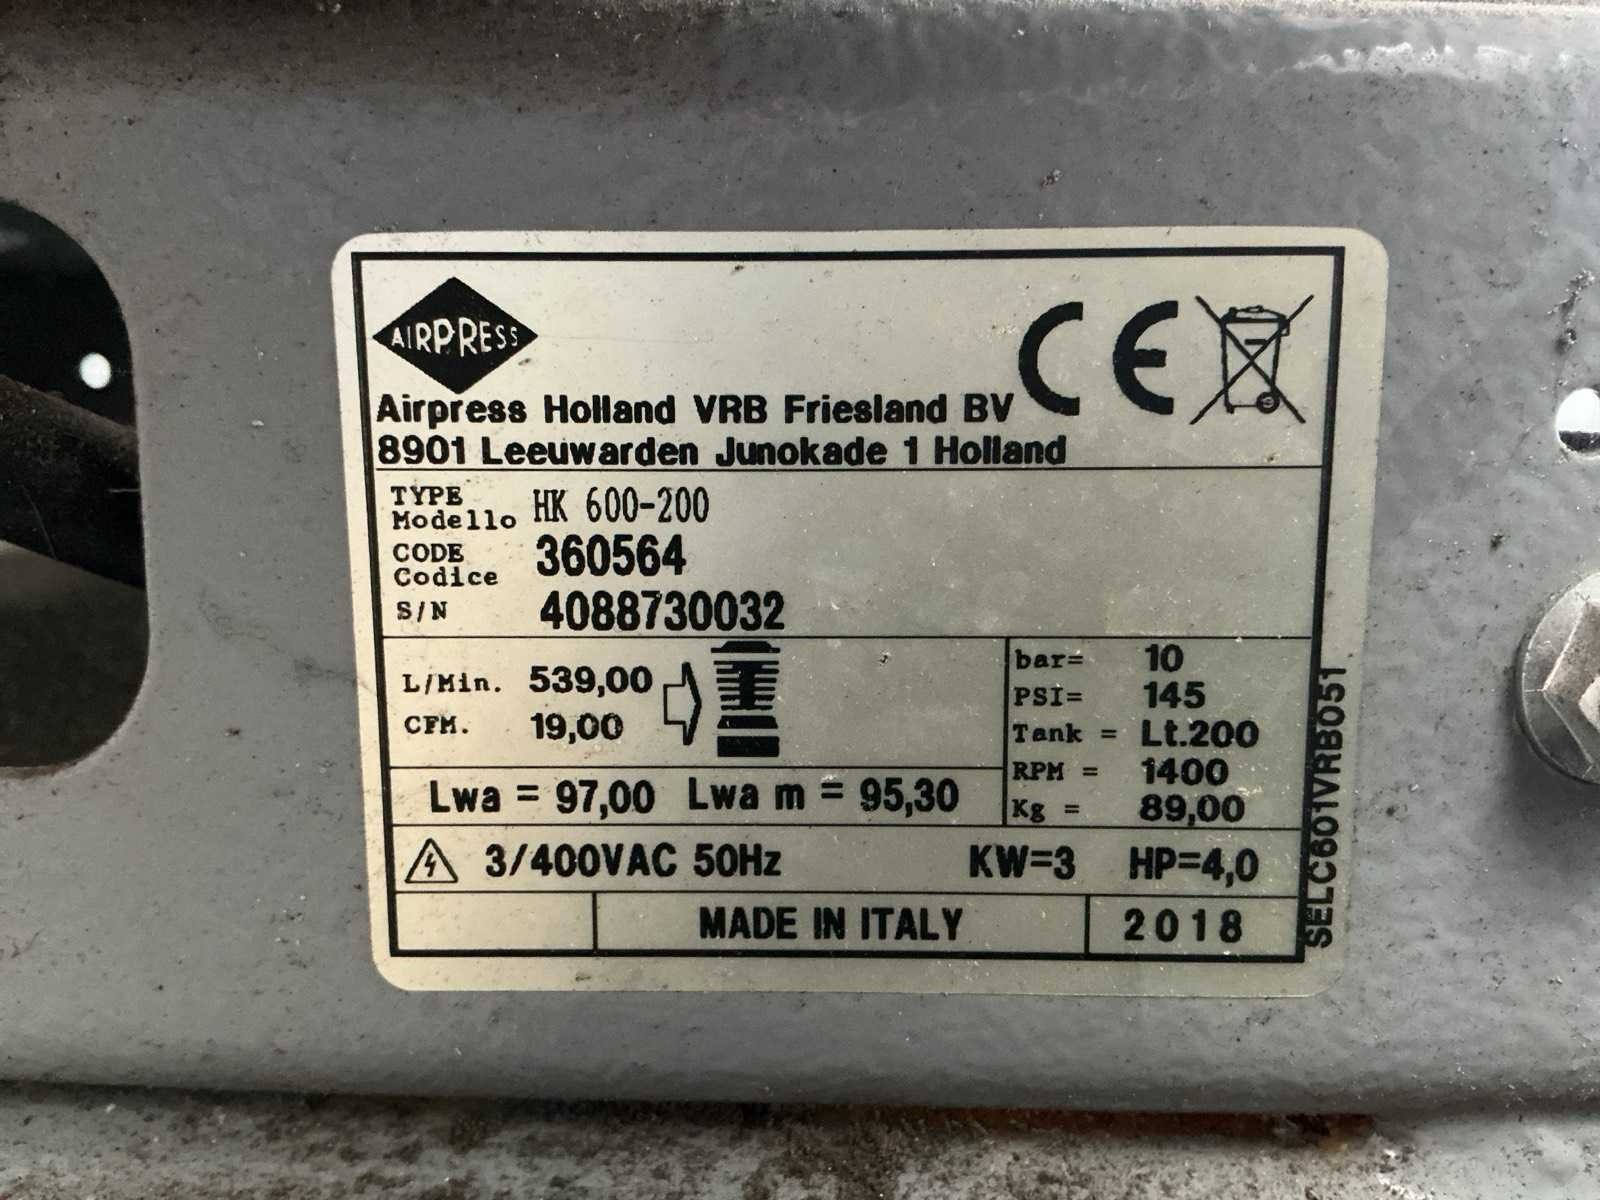 AIRPRESS
CE
Airpress Holland VRB Friesland BV
8901 Leeuwarden Junokade 1 Holland
TYPE
Modello HK 600-200
CODE
Codice 360564
S/N 4088730032
L/Min. 539,00
CFM. 19,00
bar= 10
PSI= 145
Tank = Lt.200
RPM = 1400
Kg = 89,00
Lwa = 97,00 Lwa m = 95,30
3/400VAC 50Hz KW=3 HP=4,0
MADE IN ITALY 2018
SELC601VRB051